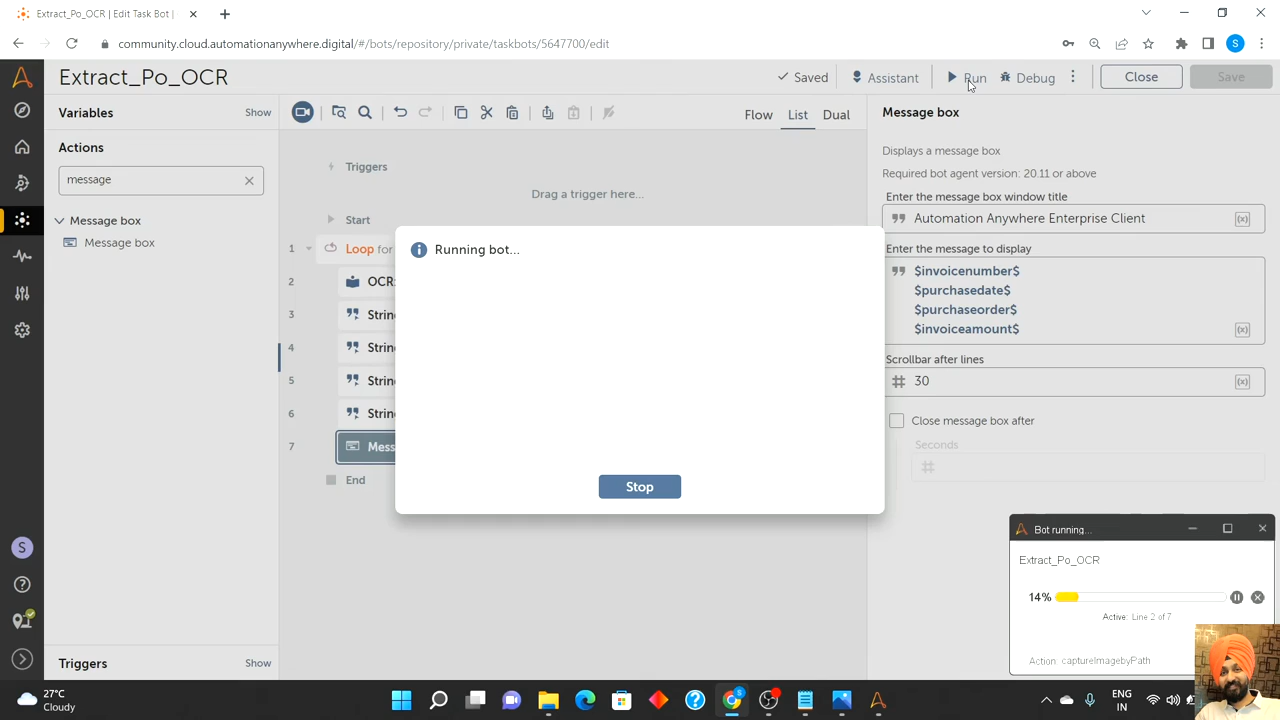 Extract_Po_OCR | Edit Task Bot |
community.cloud.automationanywhere.digital/#/bots/repository/private/taskbots/5647700/edit
S
Extract_Po_OCR
Saved
Assistant
Run
Debug
Close
Save
Variables
Show
Flow
List
Dual
Message box
Actions
message
Message box
Message box
Triggers
Drag a trigger here...
Start
1
Loop for
2
OCR:
3
Strin
4
Strin
5
Strin
6
Strin
7
Mess
End
Running bot...
Stop
Displays a message box
Required bot agent version: 20.11 or above
Enter the message box window title
Automation Anywhere Enterprise Client
(x)
Enter the message to display
$invoicenumber$
$purchasedate$
$purchaseorder$
$invoiceamount$
(x)
Scrollbar after lines
30
(x)
Close message box after
Seconds
Bot running...
Extract_Po_OCR
14%
Active: Line 2 of 7
Action: captureImagebyPath
S
Triggers
Show
27°C
Cloudy
ENG
IN